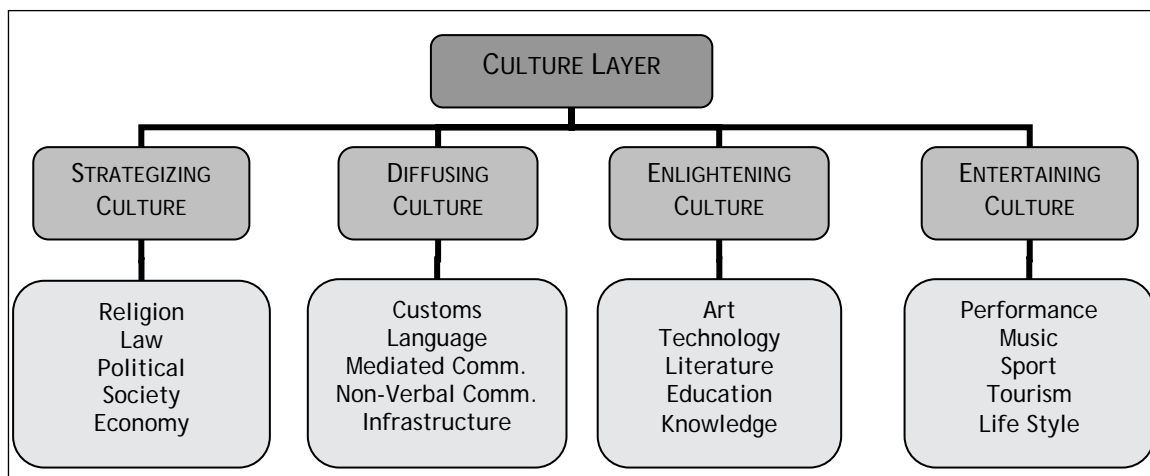 CULTURE LAYER
STRATEGIZING
CULTURE
DIFFUSING
CULTURE
ENLIGHTENING
CULTURE
ENTERTAINING
CULTURE
Religion
Law
Political
Society
Economy
Customs
Language
Mediated Comm.
Non-Verbal Comm.
Infrastructure
Art
Technology
Literature
Education
Knowledge
Performance
Music
Sport
Tourism
Life Style